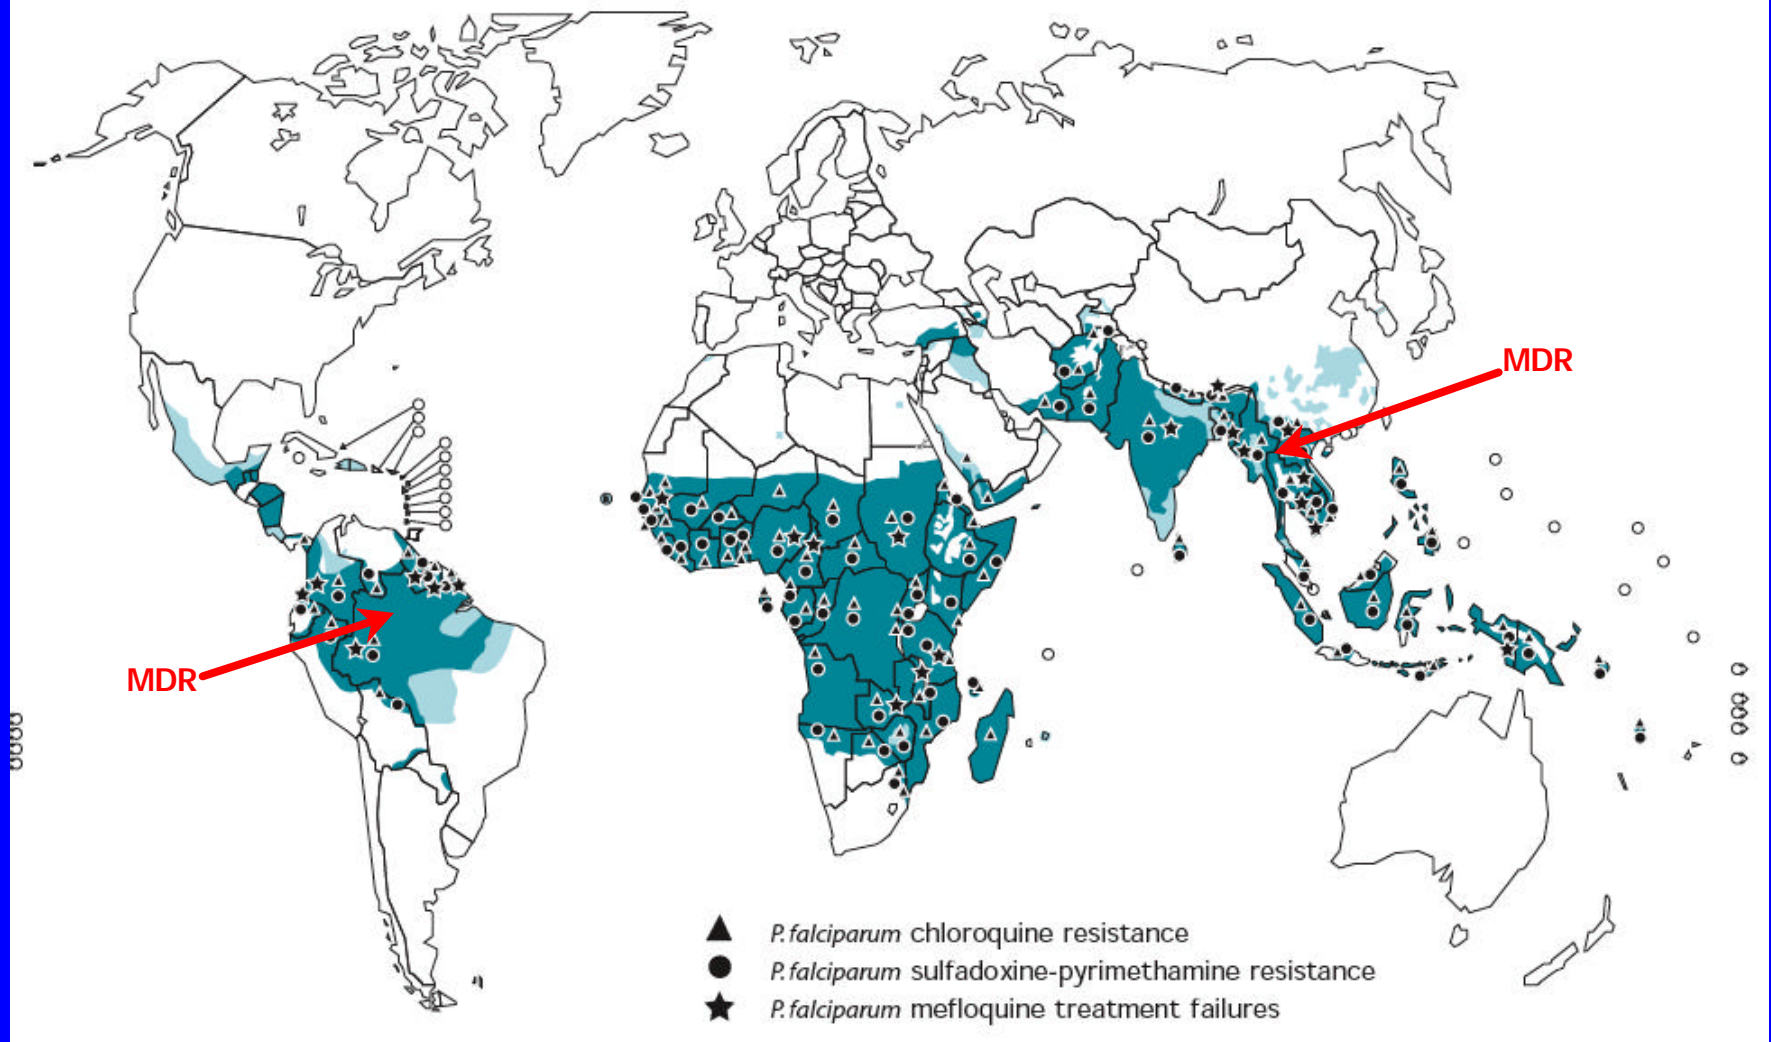 MDR
MDR
P. falciparum chloroquine resistance
P. falciparum sulfadoxine-pyrimethamine resistance
P. falciparum mefloquine treatment failures